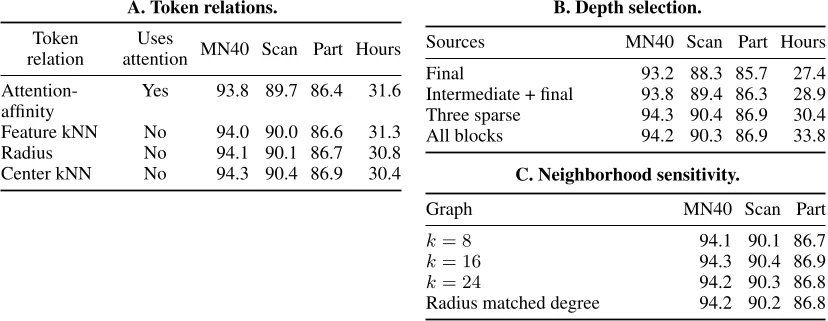 A. Token relations.
Token relation Uses attention MN40 Scan Part Hours
Attention-affinity Yes 93.8 89.7 86.4 31.6
Feature kNN No 94.0 90.0 86.6 31.3
Radius No 94.1 90.1 86.7 30.8
Center kNN No 94.3 90.4 86.9 30.4
B. Depth selection.
Sources MN40 Scan Part Hours
Final 93.2 88.3 85.7 27.4
Intermediate + final 93.8 89.4 86.3 28.9
Three sparse 94.3 90.4 86.9 30.4
All blocks 94.2 90.3 86.9 33.8
C. Neighborhood sensitivity.
Graph MN40 Scan Part
k = 8 94.1 90.1 86.7
k = 16 94.3 90.4 86.9
k = 24 94.2 90.3 86.8
Radius matched degree 94.2 90.2 86.8